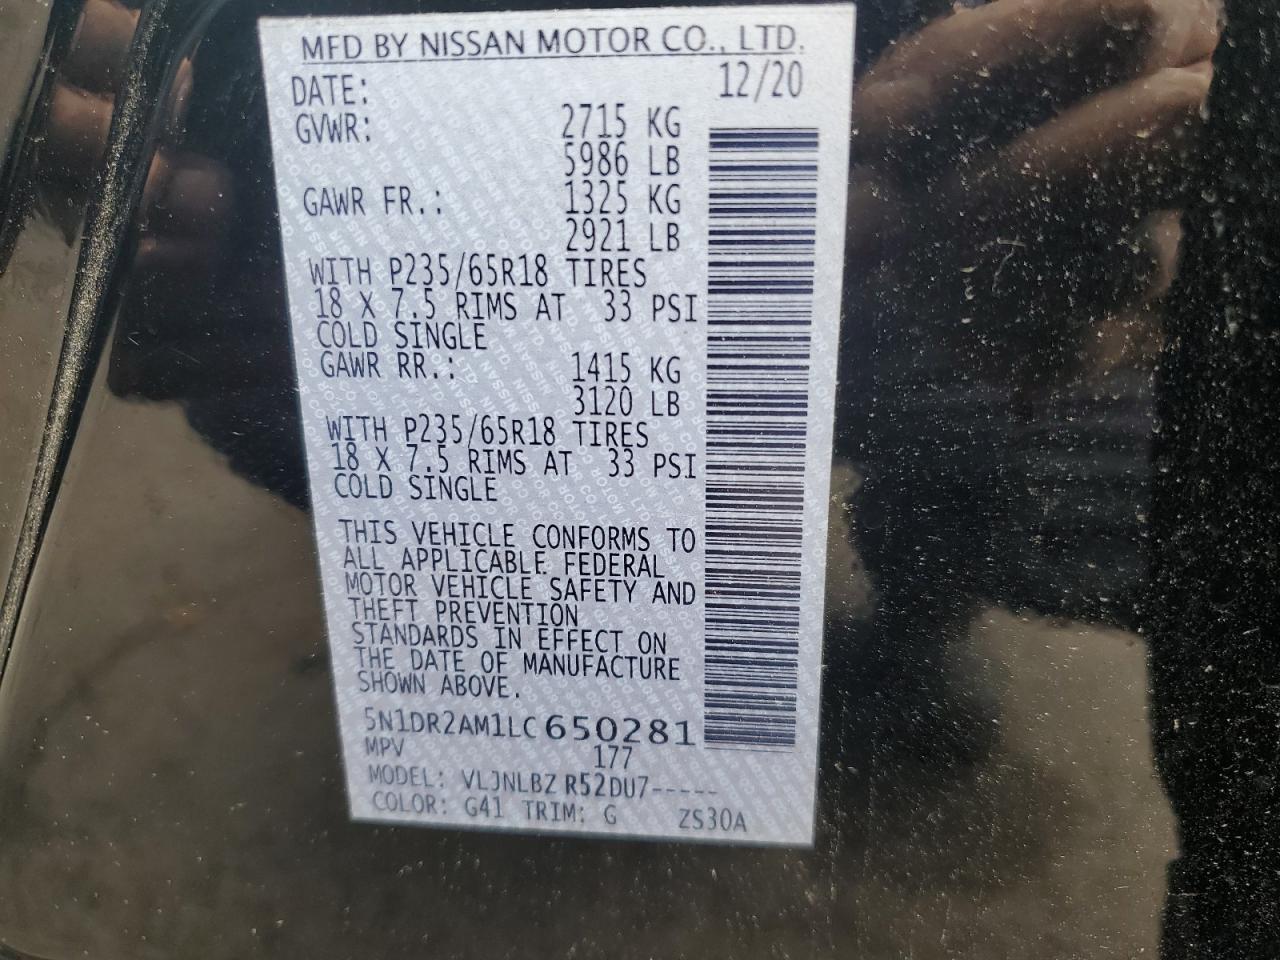 MFD BY NISSAN MOTOR CO., LTD.
DATE: 12/20
GVWR: 2715 KG
5986 LB
GAWR FR.: 1325 KG
2921 LB
WITH P235/65R18 TIRES
18 X 7.5 RIMS AT 33 PSI
COLD SINGLE
GAWR RR.: 1415 KG
3120 LB
WITH P235/65R18 TIRES
18 X 7.5 RIMS AT 33 PSI
COLD SINGLE
THIS VEHICLE CONFORMS TO
ALL APPLICABLE FEDERAL
MOTOR VEHICLE SAFETY AND
THEFT PREVENTION
STANDARDS IN EFFECT ON
THE DATE OF MANUFACTURE
SHOWN ABOVE.
5N1DR2AM1LC650281
MPV 177
MODEL: VLJNLBZ R52DU7-----
COLOR: G41 TRIM: G ZS30A